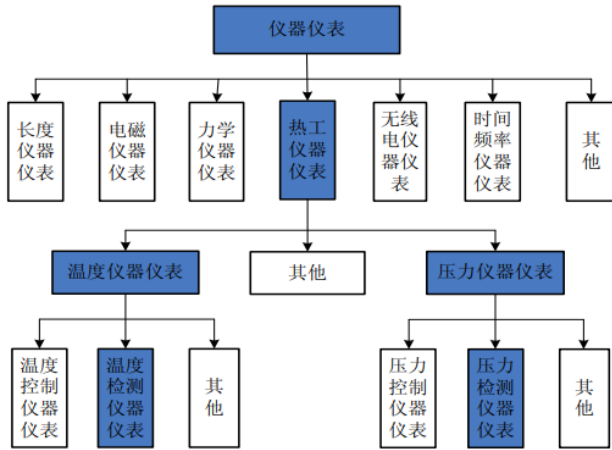 仪器仪表
长度
仪器
仪表
电磁
仪器
仪表
力学
仪器
仪表
热工
仪器
仪表
无线
电仪
器仪
表
时间
频率
仪器
仪表
其
他
温度仪器仪表
其他
压力仪器仪表
温度
控制
仪器
仪表
温度
检测
仪器
仪表
其
他
压力
控制
仪器
仪表
压力
检测
仪器
仪表
其
他